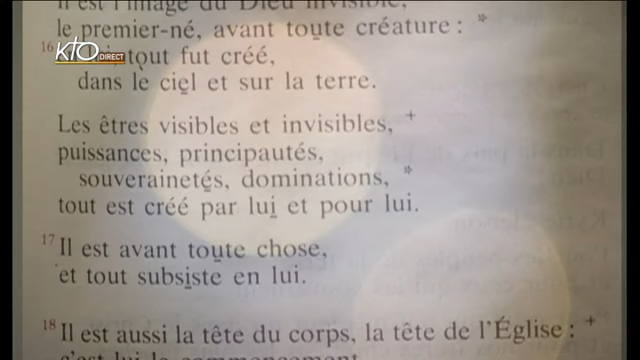 Il est l'image du Dieu invisible,
le premier-né, avant toute créature : *
16 tout fut créé,
dans le ciel et sur la terre.
Les êtres visibles et invisibles, +
puissances, principautés,
souverainetés, dominations, *
tout est créé par lui et pour lui.
17 Il est avant toute chose,
et tout subsiste en lui.
18 Il est aussi la tête du corps, la tête de l'Église : +
c'est lui le commencement
KTO DIRECT